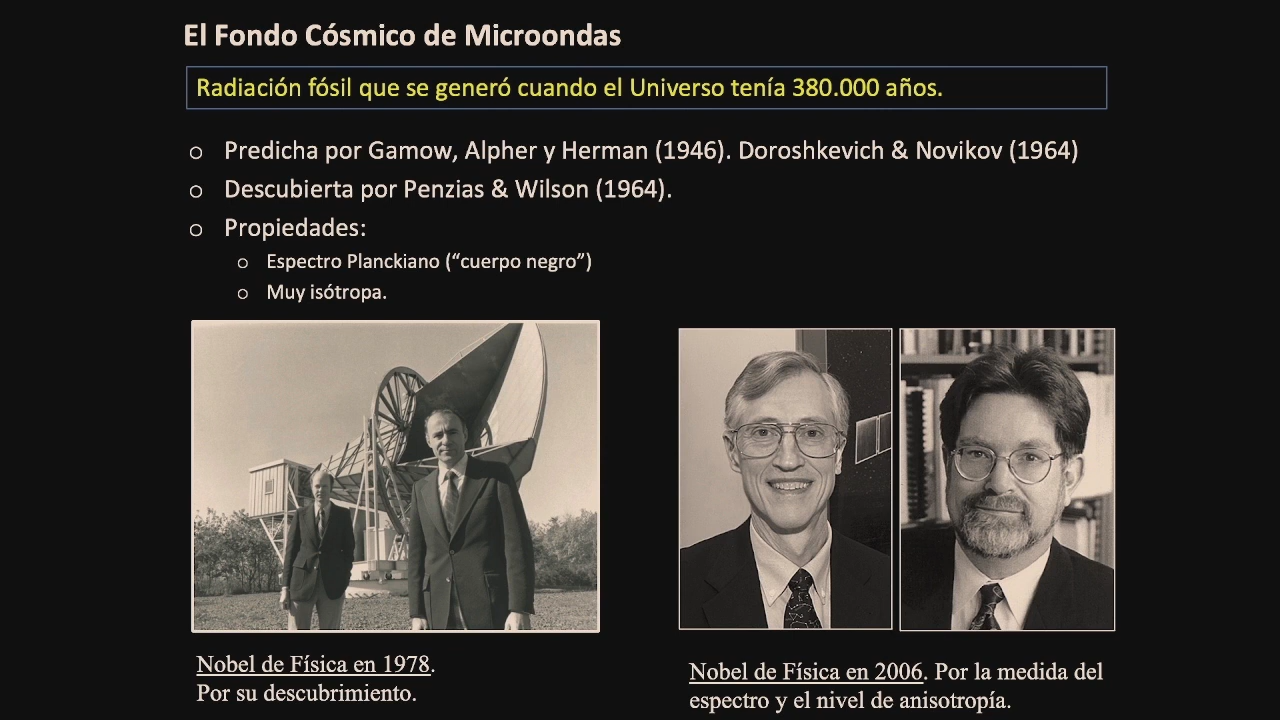 El Fondo Cósmico de Microondas
Radiación fósil que se generó cuando el Universo tenía 380.000 años.
o Predicha por Gamow, Alpher y Herman (1946). Doroshkevich & Novikov (1964)
o Descubierta por Penzias & Wilson (1964).
o Propiedades:
o Espectro Planckiano (“cuerpo negro”)
o Muy isótropa.
Nobel de Física en 1978.
Por su descubrimiento.
Nobel de Física en 2006. Por la medida del
espectro y el nivel de anisotropía.